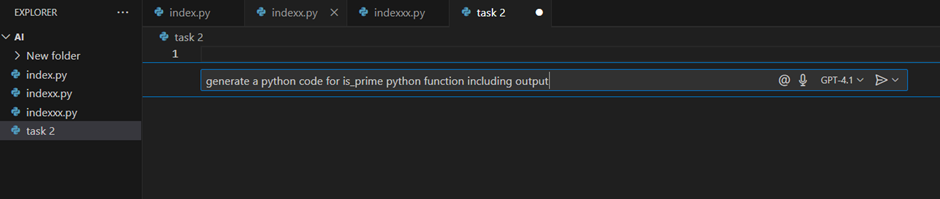 EXPLORER ...
index.py indexx.py indexxx.py task 2
AI
task 2
New folder
1
index.py
generate a python code for is_prime python function including output
@ GPT-4.1
indexx.py
indexxx.py
task 2